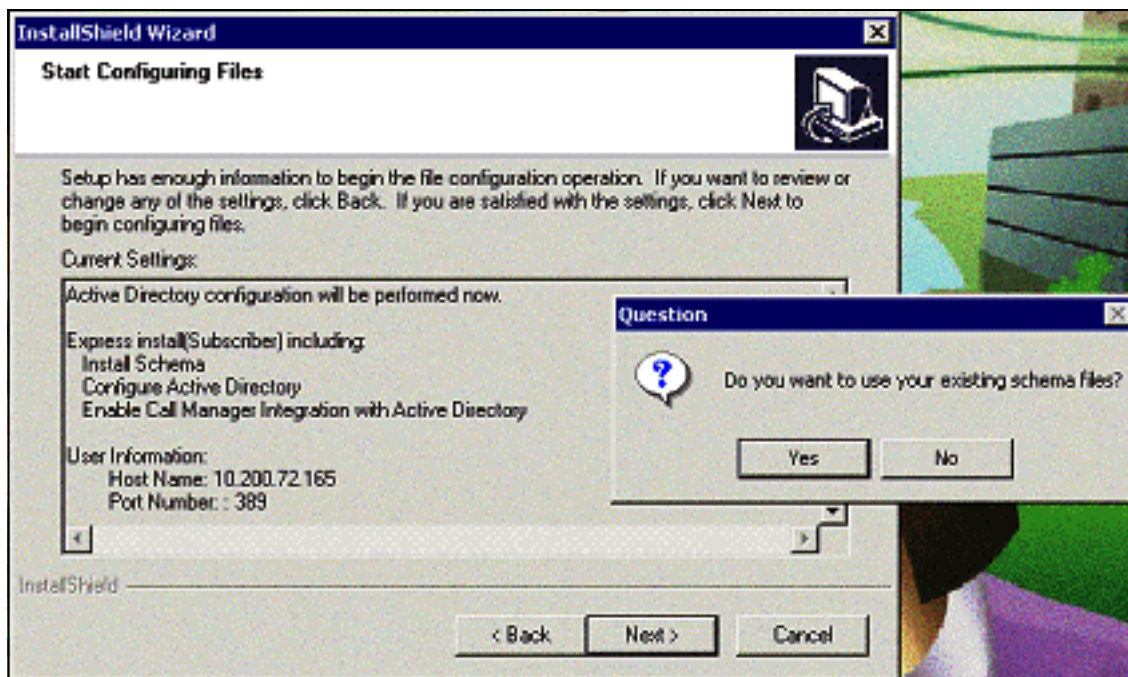 InstallShield Wizard
Start Configuring Files
Setup has enough information to begin the file configuration operation. If you want to review or
change any of the settings, click Back. If you are satisfied with the settings, click Next to
begin configuring files.
Current Settings:
Active Directory configuration will be performed now.
Express install(Subscriber) including:
Install Schema
Configure Active Directory
Enable Call Manager Integration with Active Directory
User Information:
Host Name: 10.200.72.165
Port Number: : 389
Question
Do you want to use your existing schema files?
Yes
No
InstallShield
< Back
Next >
Cancel